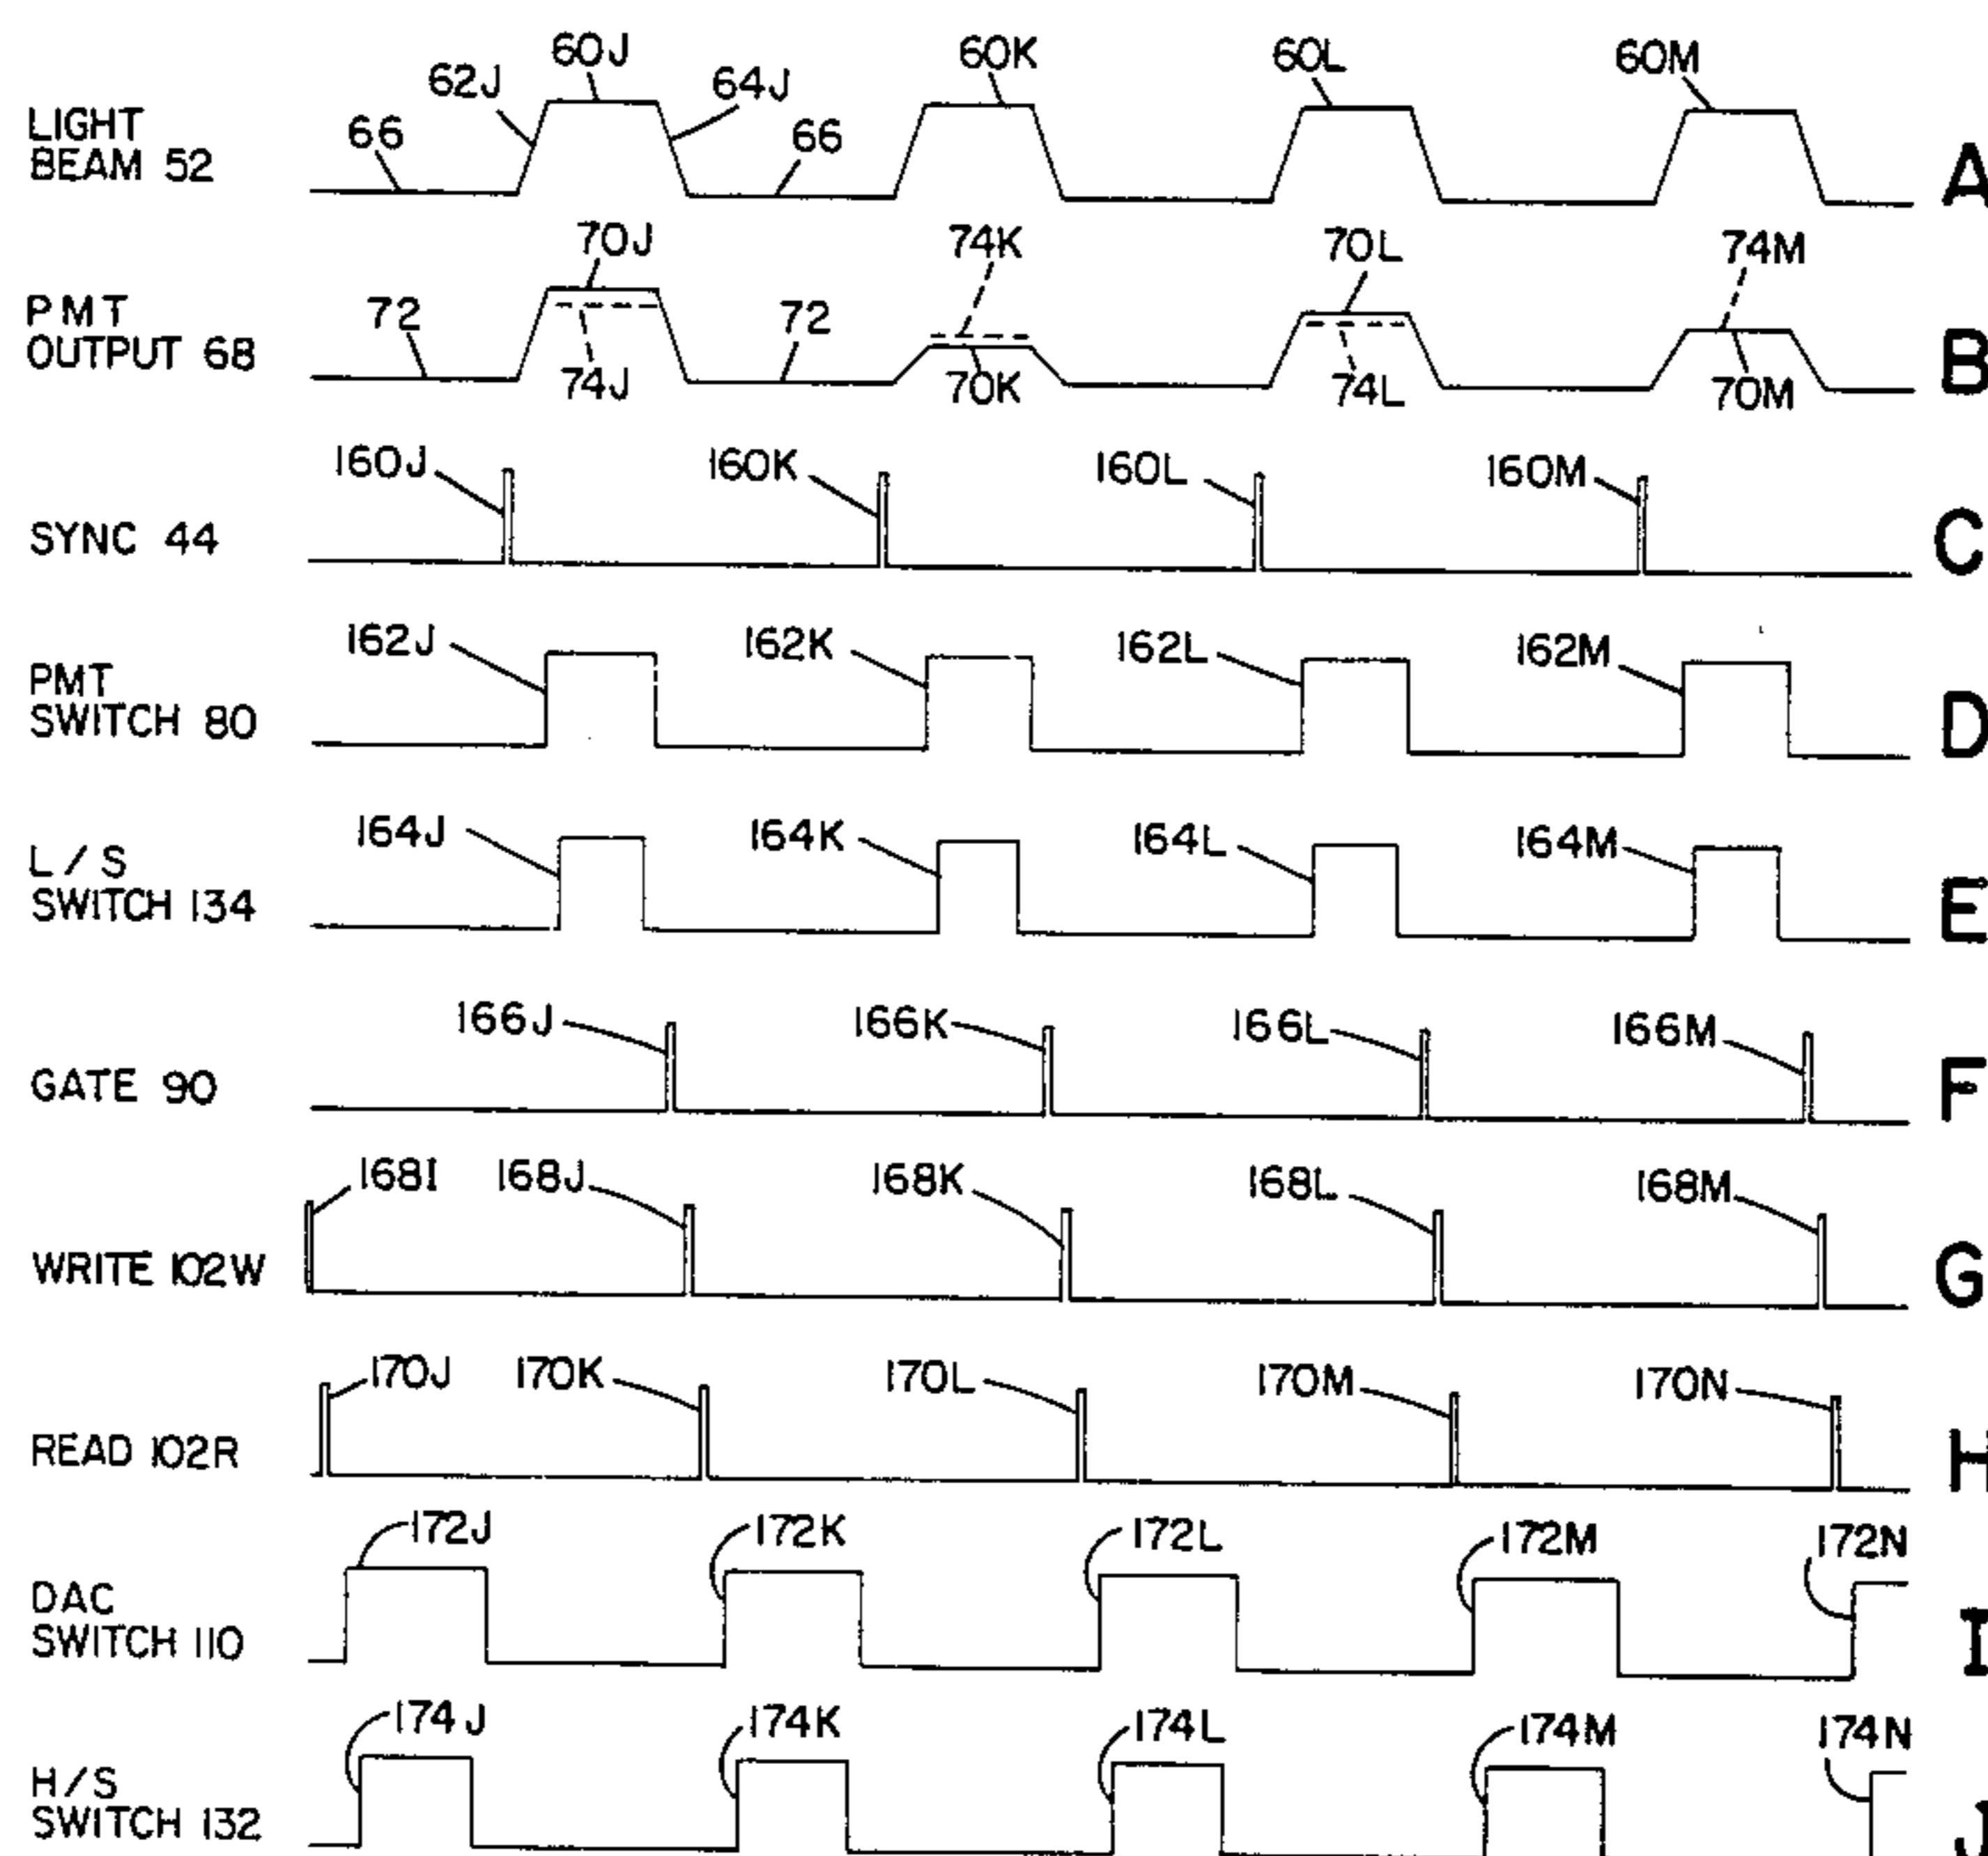 60J 60K 60L 60M
62J 64J
66 66
LIGHT
BEAM 52
A
70J 74K 70L 74M
72 72
PMT
OUTPUT 68
B
74J 70K 74L 70M
160J 160K 160L 160M
SYNC 44
C
162J 162K 162L 162M
PMT
SWITCH 80
D
164J 164K 164L 164M
L/S
SWITCH 134
E
166J 166K 166L 166M
GATE 90
F
168I 168J 168K 168L 168M
WRITE 102W
G
170J 170K 170L 170M 170N
READ 102R
H
172J 172K 172L 172M 172N
DAC
SWITCH 110
I
174J 174K 174L 174M 174N
H/S
SWITCH 132
J